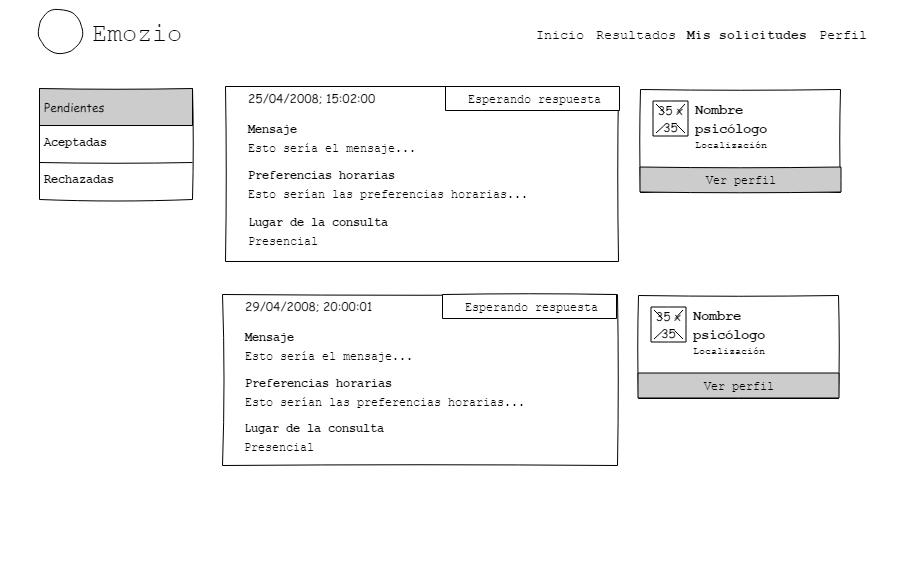 Emozio
Inicio Resultados Mis solicitudes Perfil
Pendientes
Aceptadas
Rechazadas
25/04/2008; 15:02:00
Esperando respuesta
Mensaje
Esto sería el mensaje...
Preferencias horarias
Esto serían las preferencias horarias...
Lugar de la consulta
Presencial
35 x
35
Nombre
psicólogo
Localización
Ver perfil
29/04/2008; 20:00:01
Esperando respuesta
Mensaje
Esto sería el mensaje...
Preferencias horarias
Esto serían las preferencias horarias...
Lugar de la consulta
Presencial
35 x
35
Nombre
psicólogo
Localización
Ver perfil